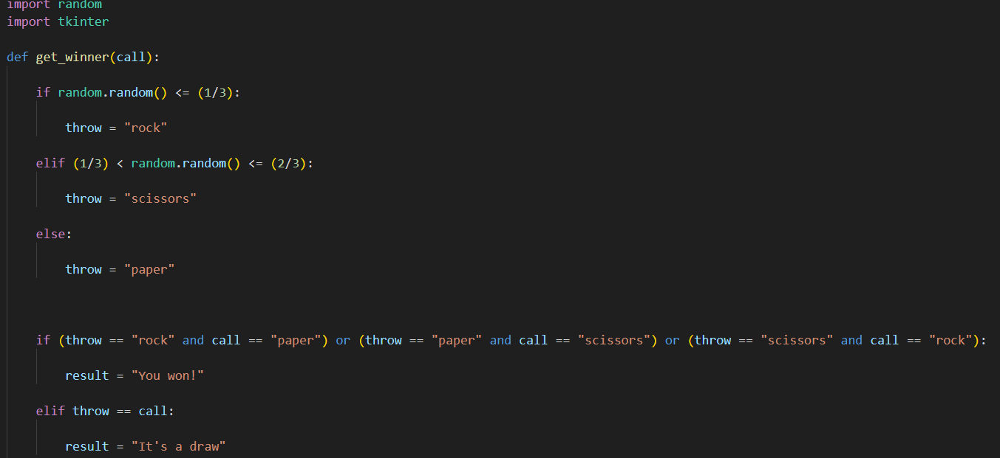 import random
import tkinter
def get_winner(call):
if random.random() <= (1/3):
throw = "rock"
elif (1/3) < random.random() <= (2/3):
throw = "scissors"
else:
throw = "paper"
if (throw == "rock" and call == "paper") or (throw == "paper" and call == "scissors") or (throw == "scissors" and call == "rock"):
result = "You won!"
elif throw == call:
result = "It's a draw"